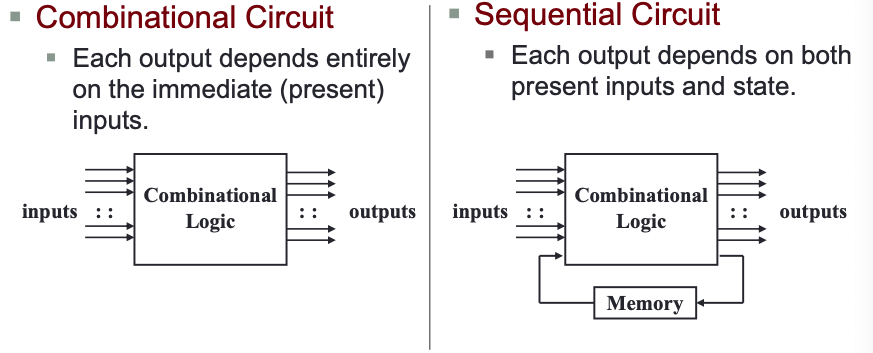 Combinational Circuit
Each output depends entirely
on the immediate (present)
inputs.
inputs : :
Combinational
Logic
: : outputs
Sequential Circuit
Each output depends on both
present inputs and state.
inputs : :
Combinational
Logic
: : outputs
Memory